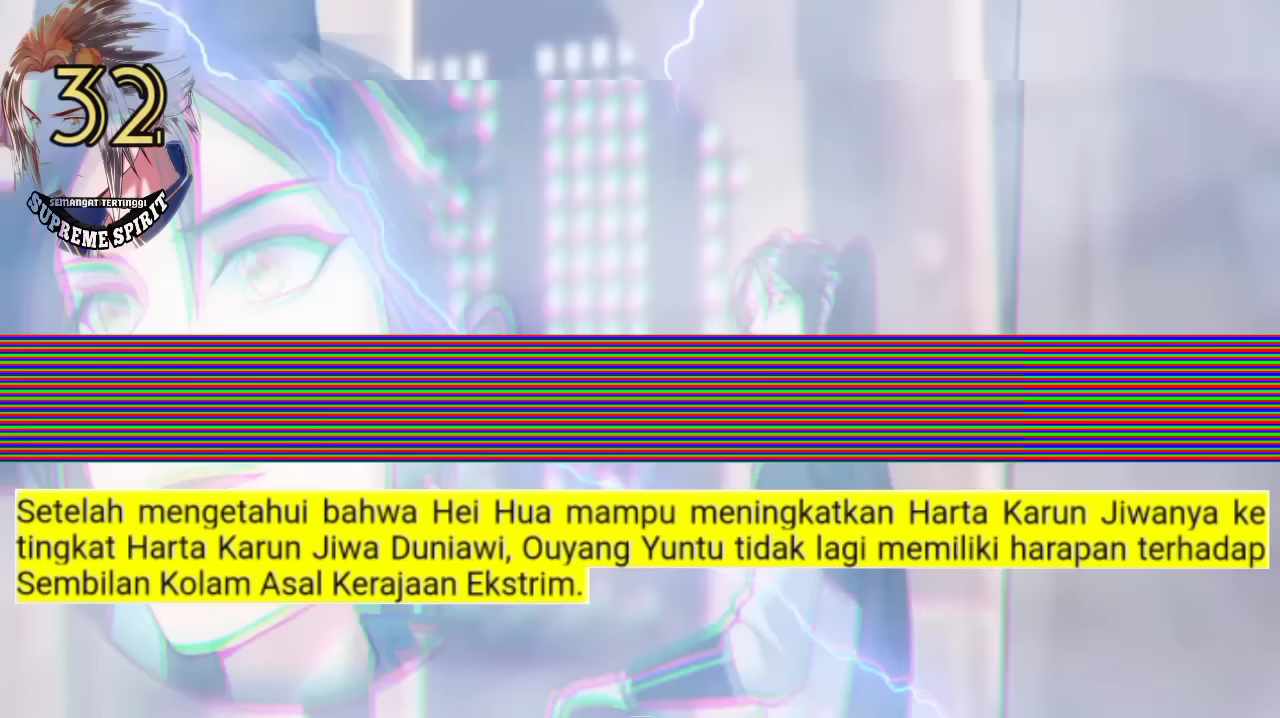 32
SEMANGAT TERTINGGI
SUPREME SPIRIT
Setelah mengetahui bahwa Hei Hua mampu meningkatkan Harta Karun Jiwanya ke
tingkat Harta Karun Jiwa Duniawi, Ouyang Yuntu tidak lagi memiliki harapan terhadap
Sembilan Kolam Asal Kerajaan Ekstrim.